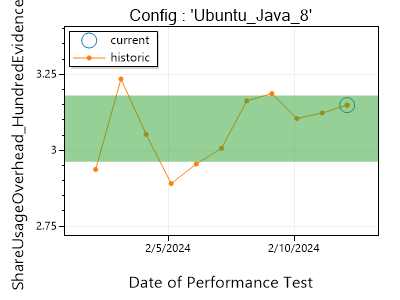 Config : 'Ubuntu_Java_8'
current
historic
ShareUsageOverhead_HundredEvidence
3.25
3
2.75
2/5/2024
2/10/2024
Date of Performance Test